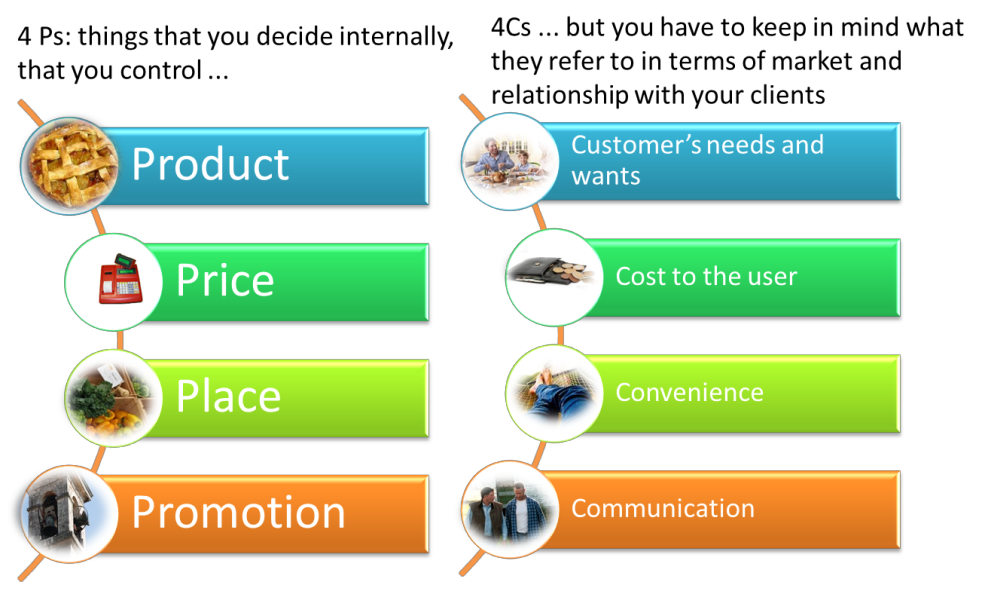 4 Ps: things that you decide internally,
that you control ...
Product
Price
Place
Promotion
4Cs ... but you have to keep in mind what
they refer to in terms of market and
relationship with your clients
Customer’s needs and
wants
Cost to the user
Convenience
Communication